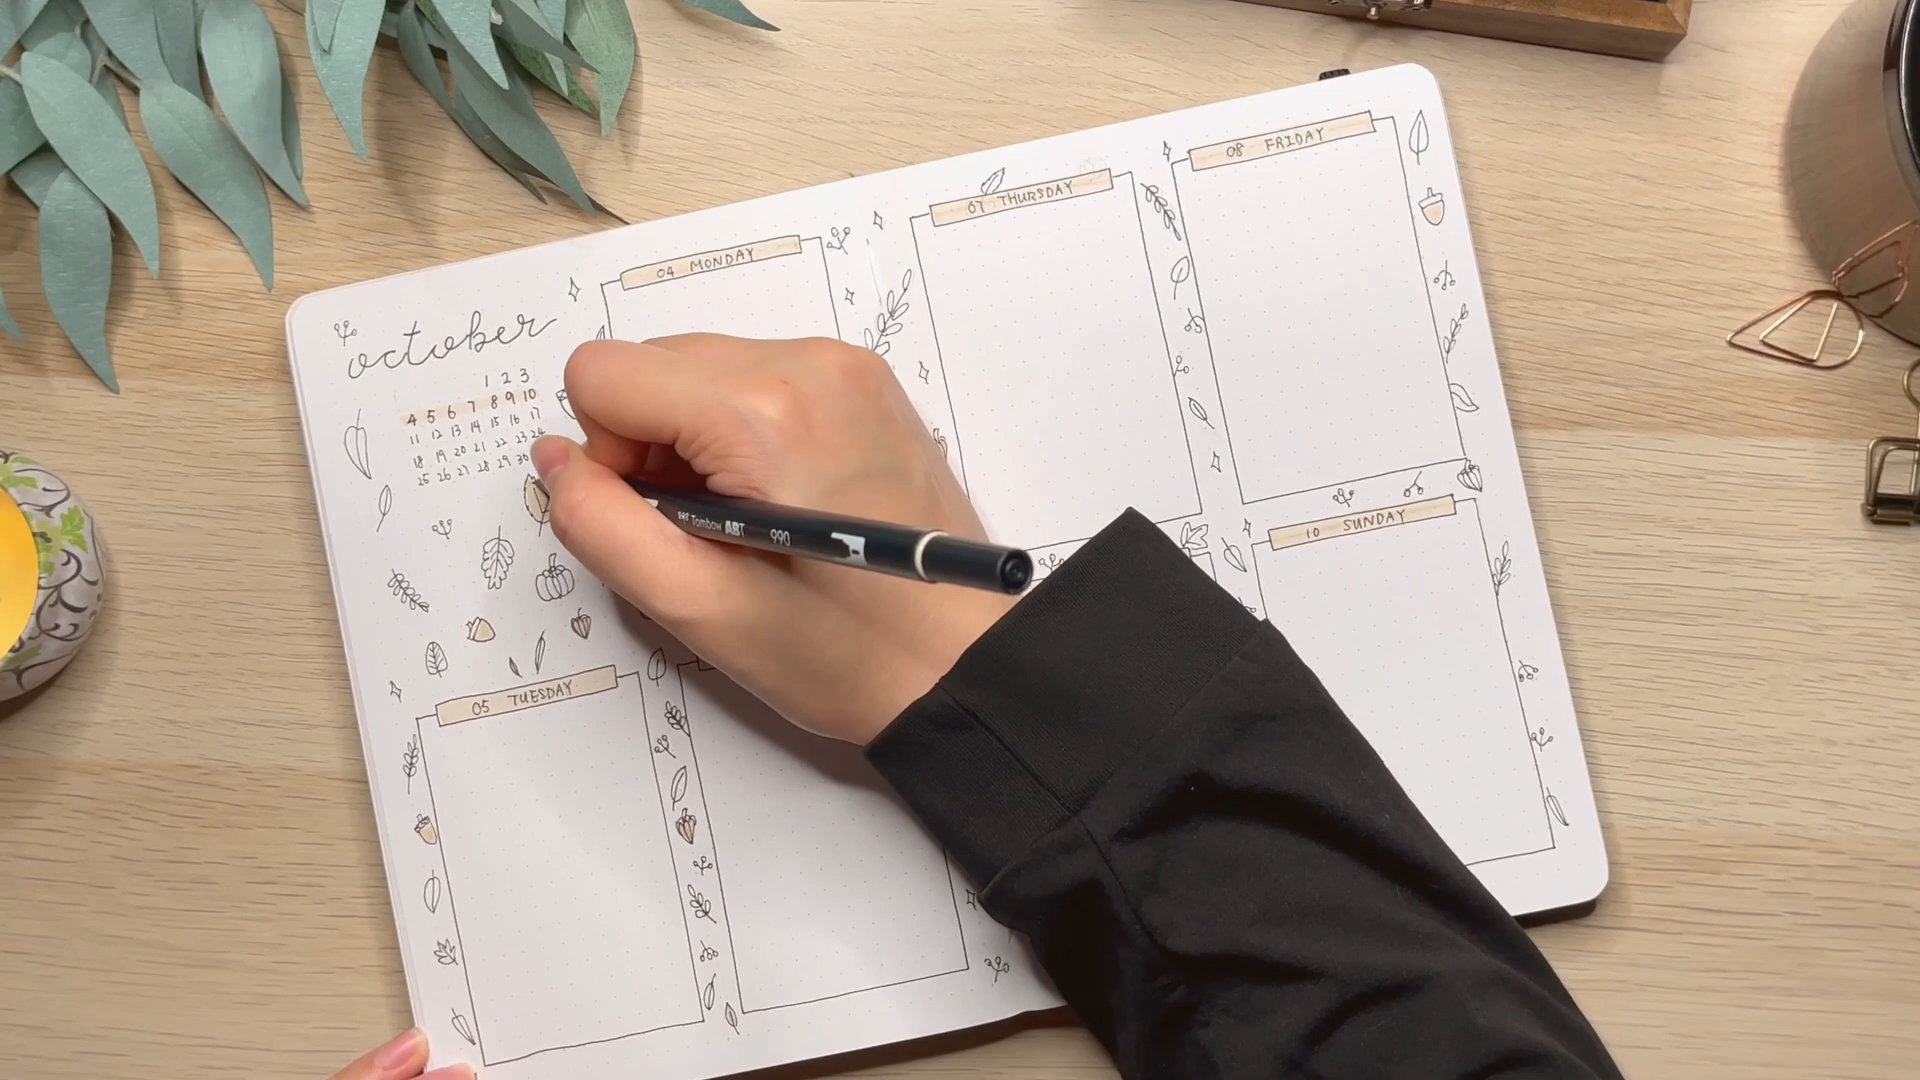 october
1 2 3
4 5 6 7 8 9 10
11 12 13 14 15 16 17
18 19 20 21 22 23 24
25 26 27 28 29 30
04 MONDAY
05 TUESDAY
07 THURSDAY
08 FRIDAY
10 SUNDAY
Tombow ABT 990